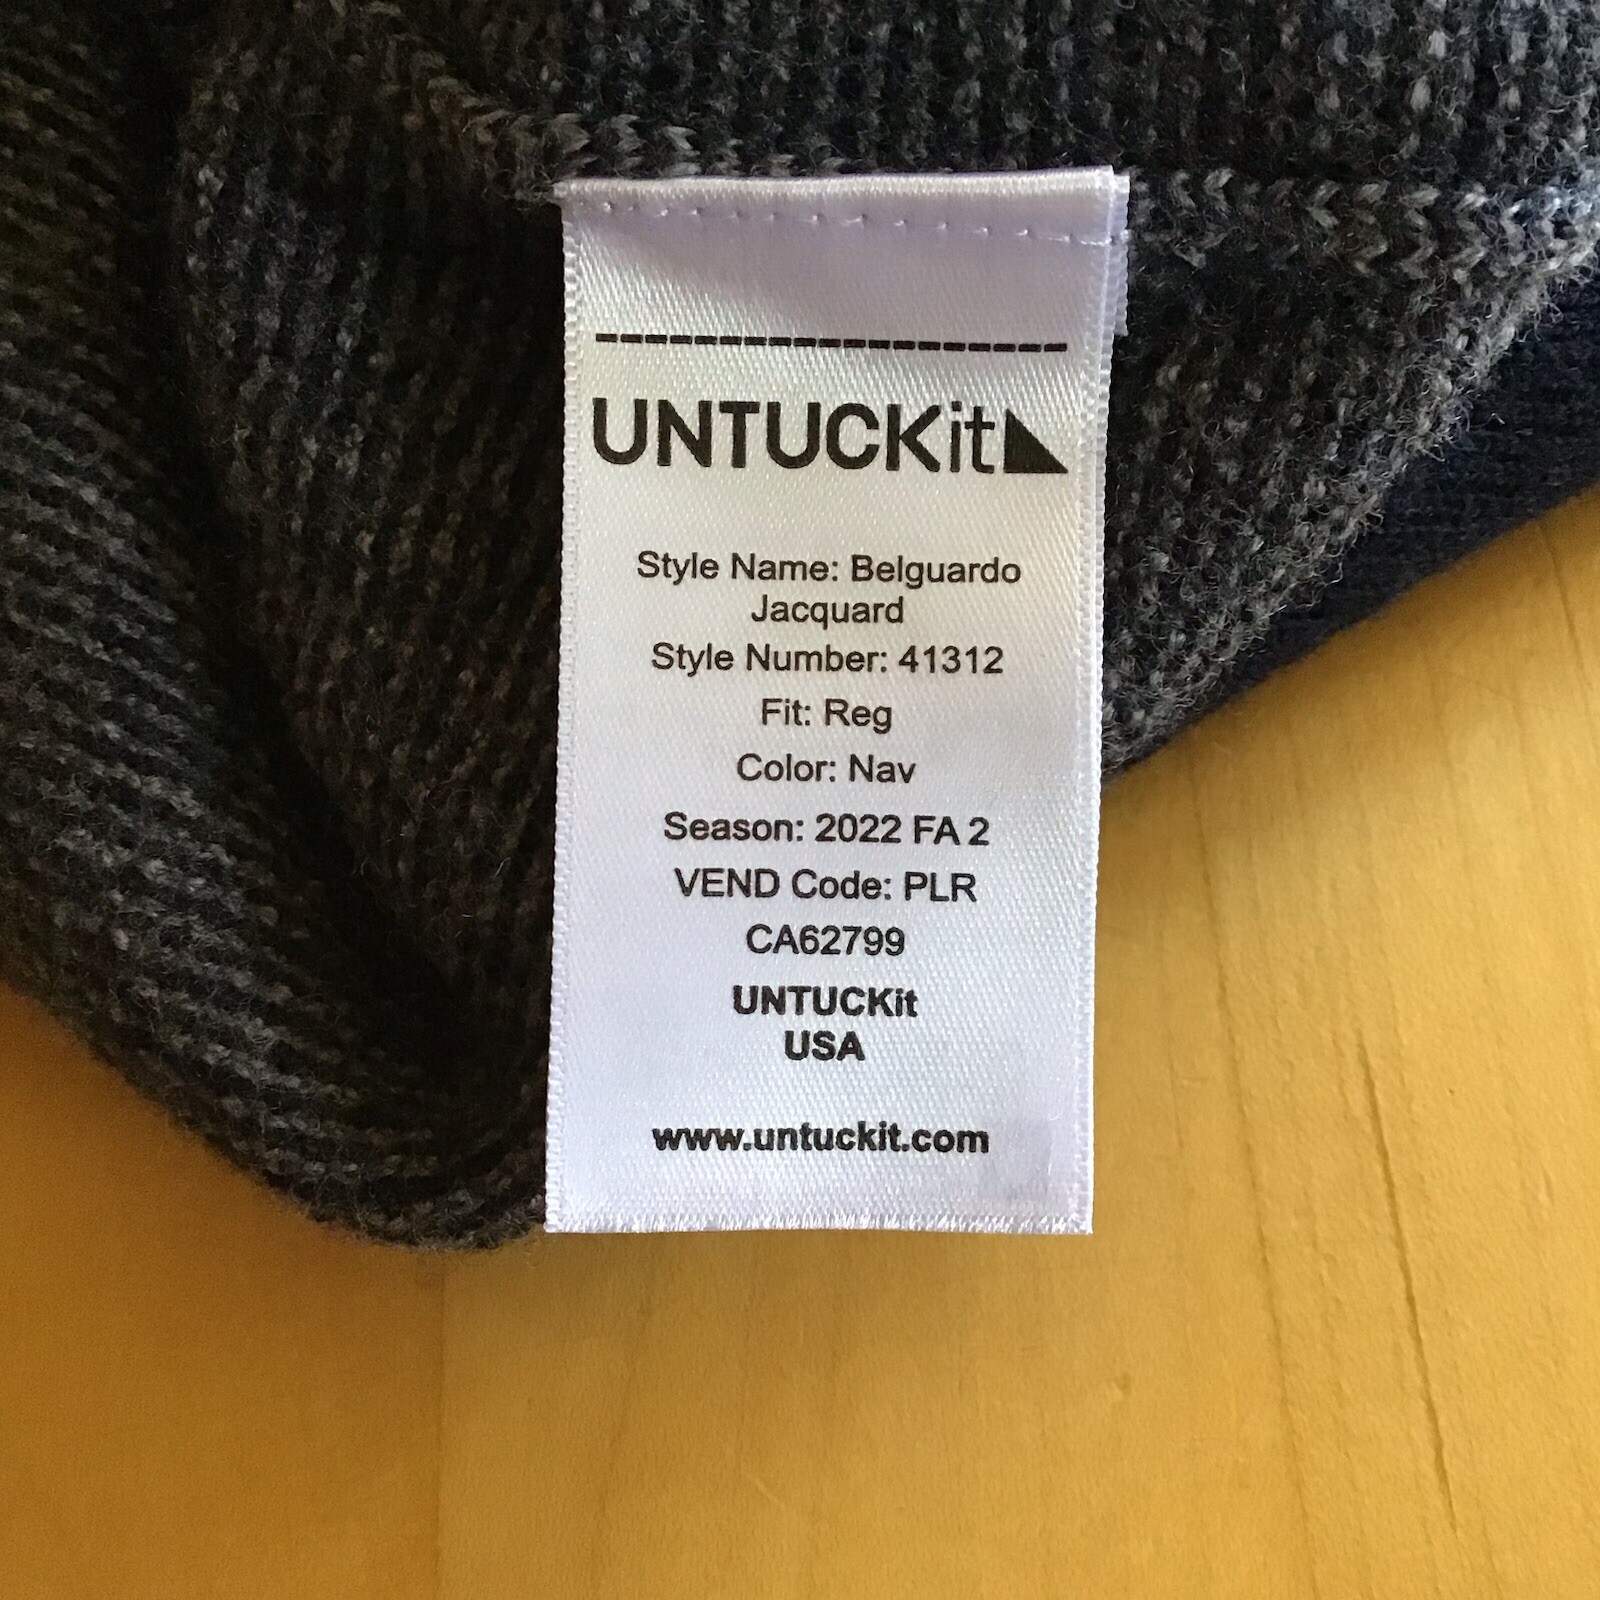 UNTUCKit
Style Name: Belguardo
Jacquard
Style Number: 41312
Fit: Reg
Color: Nav
Season: 2022 FA 2
VEND Code: PLR
CA62799
UNTUCKit
USA
www.untuckit.com